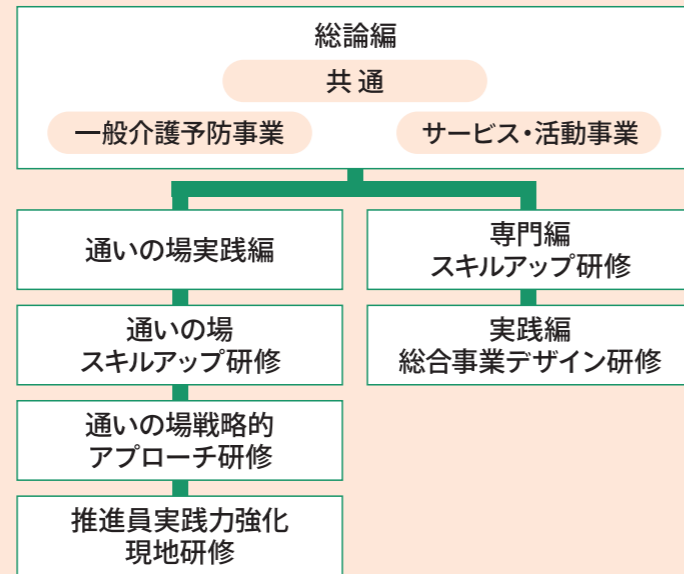 総論編
共通
一般介護予防事業
サービス・活動事業
通いの場実践編
通いの場
スキルアップ研修
通いの場戦略的
アプローチ研修
推進員実践力強化
現地研修
専門編
スキルアップ研修
実践編
総合事業デザイン研修